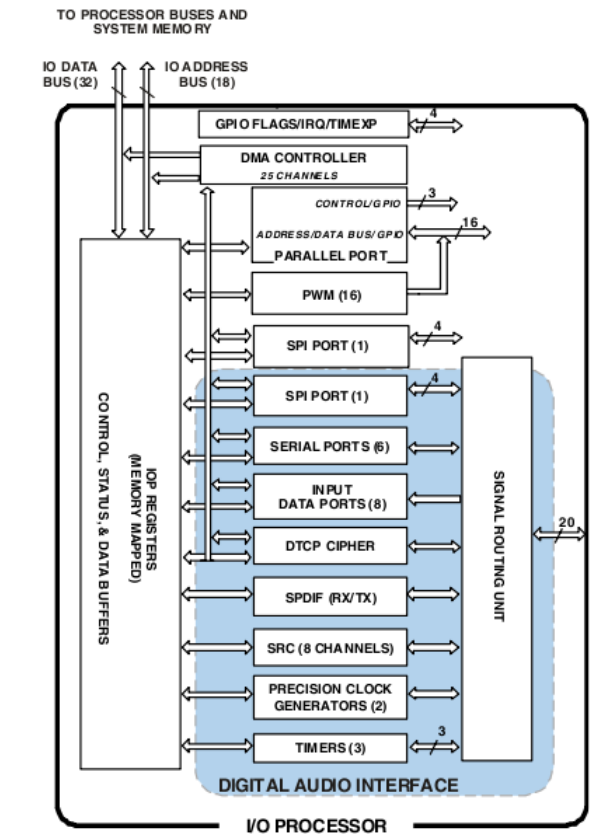 TO PROCESSOR BUSES AND
SYSTEM MEMORY
IO DATA
BUS (32)
IO ADDRESS
BUS (18)
GPIO FLAGS/IRQ/TIMEXP
4
DMA CONTROLLER
25 CHANNELS
CONTROL/GPIO
3
ADDRESS/DATA BUS/GPIO
16
PARALLEL PORT
PWM (16)
SPI PORT (1)
4
SPI PORT (1)
4
SERIAL PORTS (6)
INPUT
DATA PORTS (8)
DTCP CIPHER
SPDIF (RX/TX)
SRC (8 CHANNELS)
PRECISION CLOCK
GENERATORS (2)
TIMERS (3)
3
IOP REGISTERS
(MEMORY MAPPED)
CONTROL, STATUS, & DATA BUFFERS
SIGNAL ROUTING UNIT
20
DIGITAL AUDIO INTERFACE
I/O PROCESSOR